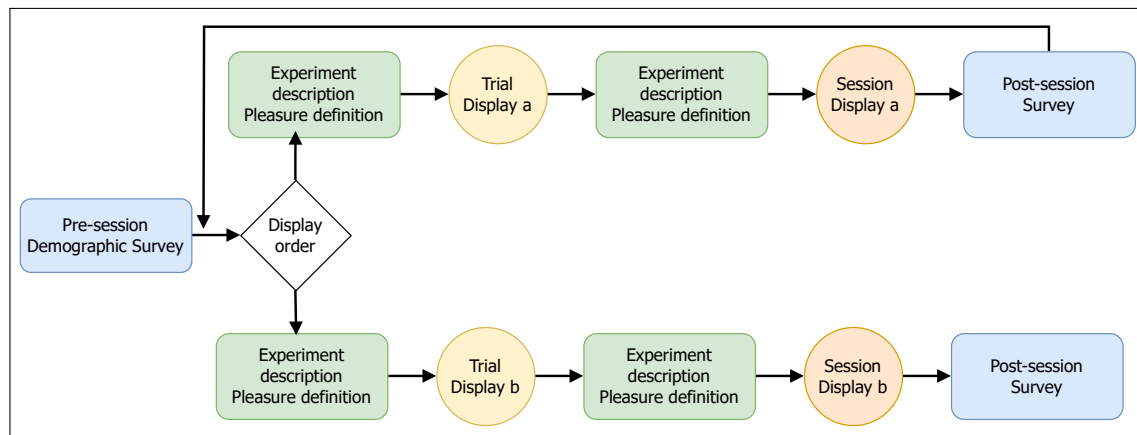 Experiment
description
Pleasure definition
Trial
Display a
Experiment
description
Pleasure definition
Session
Display a
Post-session
Survey
Pre-session
Demographic Survey
Display
order
Experiment
description
Pleasure definition
Trial
Display b
Experiment
description
Pleasure definition
Session
Display b
Post-session
Survey